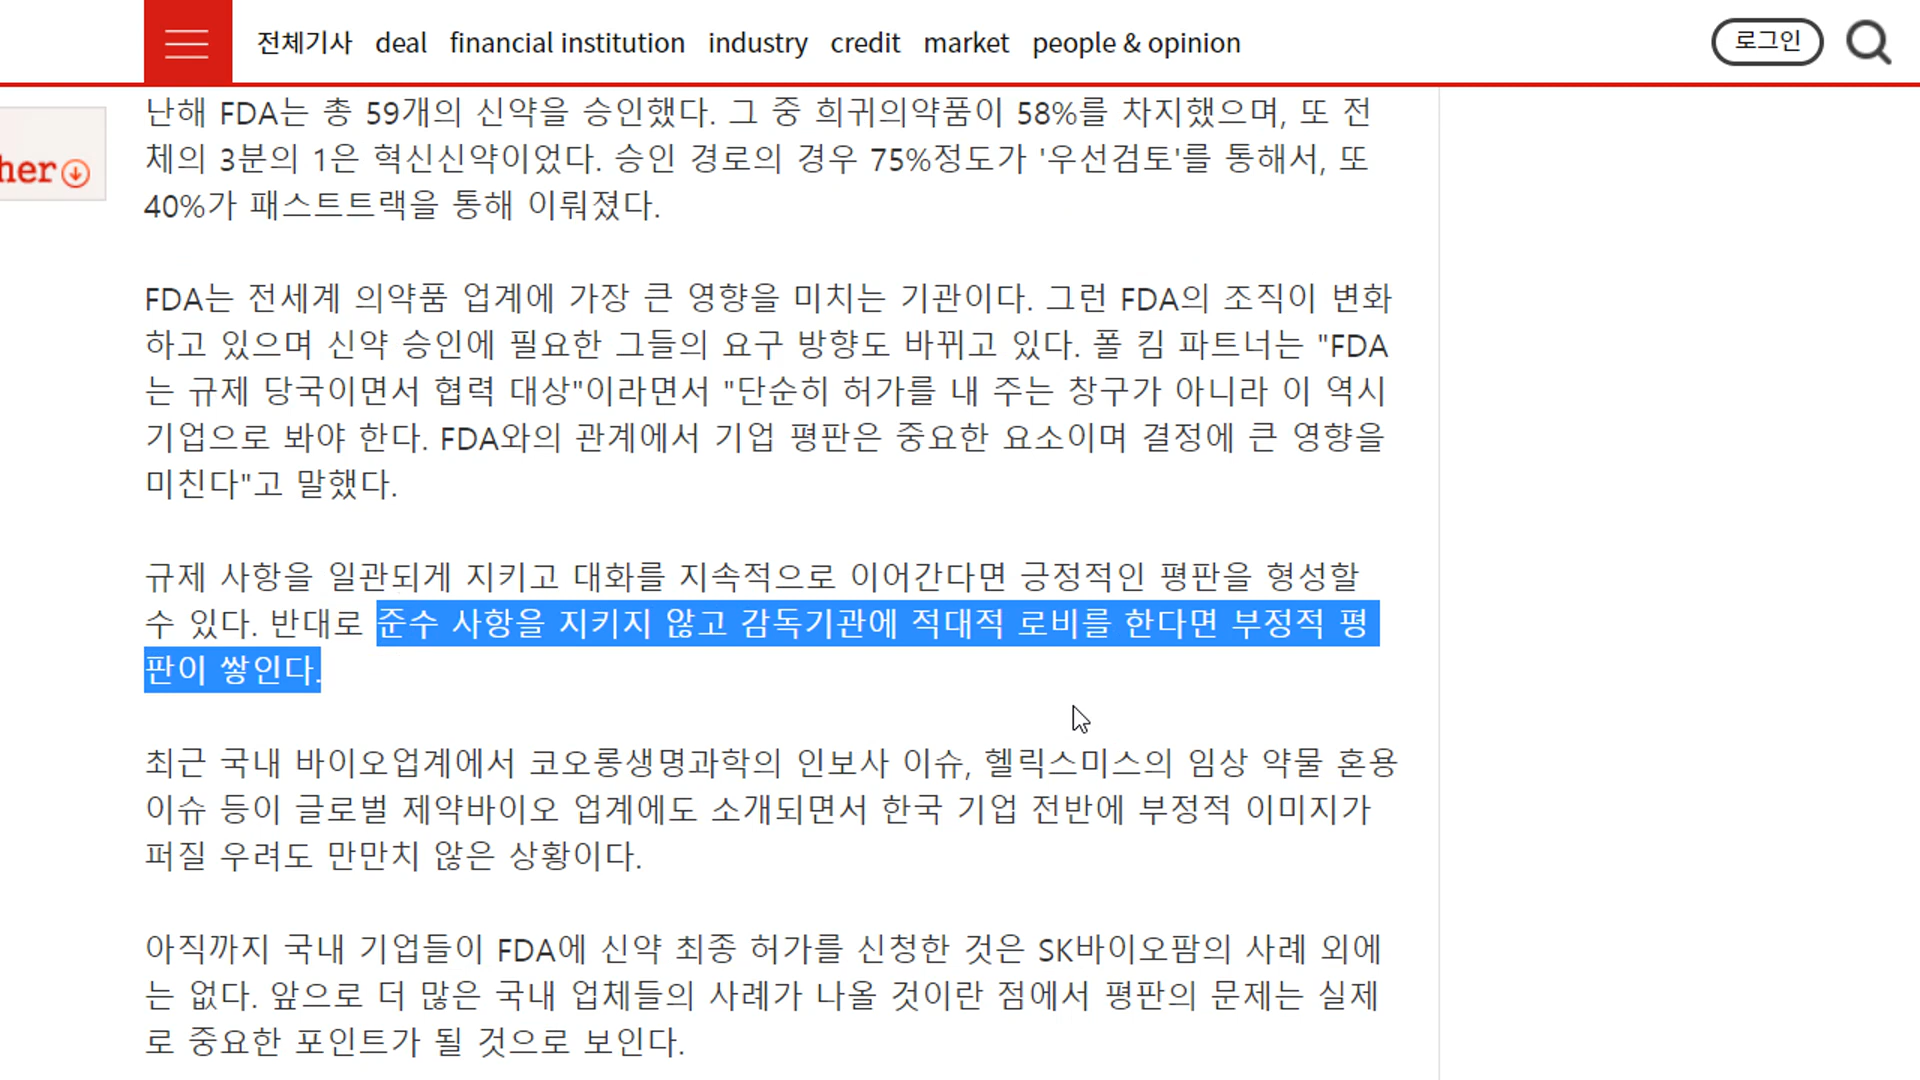 전체기사 deal financial institution industry credit market people & opinion 로그인
her
난해 FDA는 총 59개의 신약을 승인했다. 그 중 희귀의약품이 58%를 차지했으며, 또 전
체의 3분의 1은 혁신신약이었다. 승인 경로의 경우 75%정도가 '우선검토'를 통해서, 또
40%가 패스트트랙을 통해 이뤄졌다.
FDA는 전세계 의약품 업계에 가장 큰 영향을 미치는 기관이다. 그런 FDA의 조직이 변화
하고 있으며 신약 승인에 필요한 그들의 요구 방향도 바뀌고 있다. 폴 킴 파트너는 "FDA
는 규제 당국이면서 협력 대상"이라면서 "단순히 허가를 내 주는 창구가 아니라 이 역시
기업으로 봐야 한다. FDA와의 관계에서 기업 평판은 중요한 요소이며 결정에 큰 영향을
미친다"고 말했다.
규제 사항을 일관되게 지키고 대화를 지속적으로 이어간다면 긍정적인 평판을 형성할
수 있다. 반대로 준수 사항을 지키지 않고 감독기관에 적대적 로비를 한다면 부정적 평
판이 쌓인다.
최근 국내 바이오업계에서 코오롱생명과학의 인보사 이슈, 헬릭스미스의 임상 약물 혼용
이슈 등이 글로벌 제약바이오 업계에도 소개되면서 한국 기업 전반에 부정적 이미지가
퍼질 우려도 만만치 않은 상황이다.
아직까지 국내 기업들이 FDA에 신약 최종 허가를 신청한 것은 SK바이오팜의 사례 외에
는 없다. 앞으로 더 많은 국내 업체들의 사례가 나올 것이란 점에서 평판의 문제는 실제
로 중요한 포인트가 될 것으로 보인다.